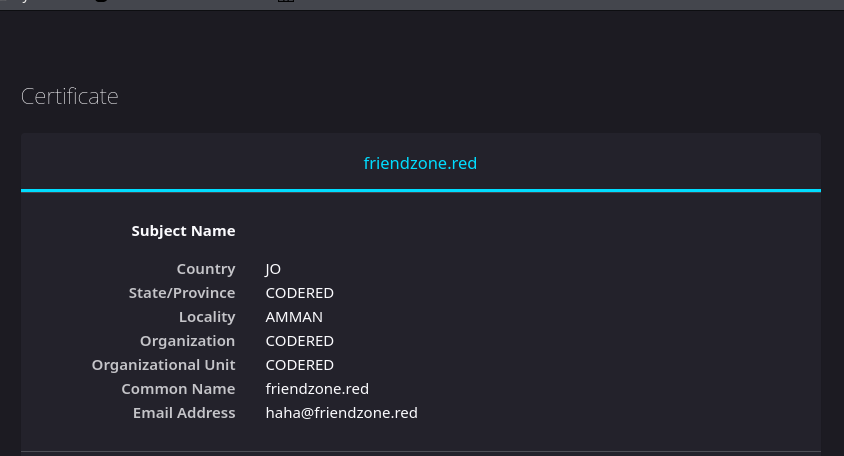 Certificate
friendzone.red
Subject Name
Country JO
State/Province CODERED
Locality AMMAN
Organization CODERED
Organizational Unit CODERED
Common Name friendzone.red
Email Address haha@friendzone.red